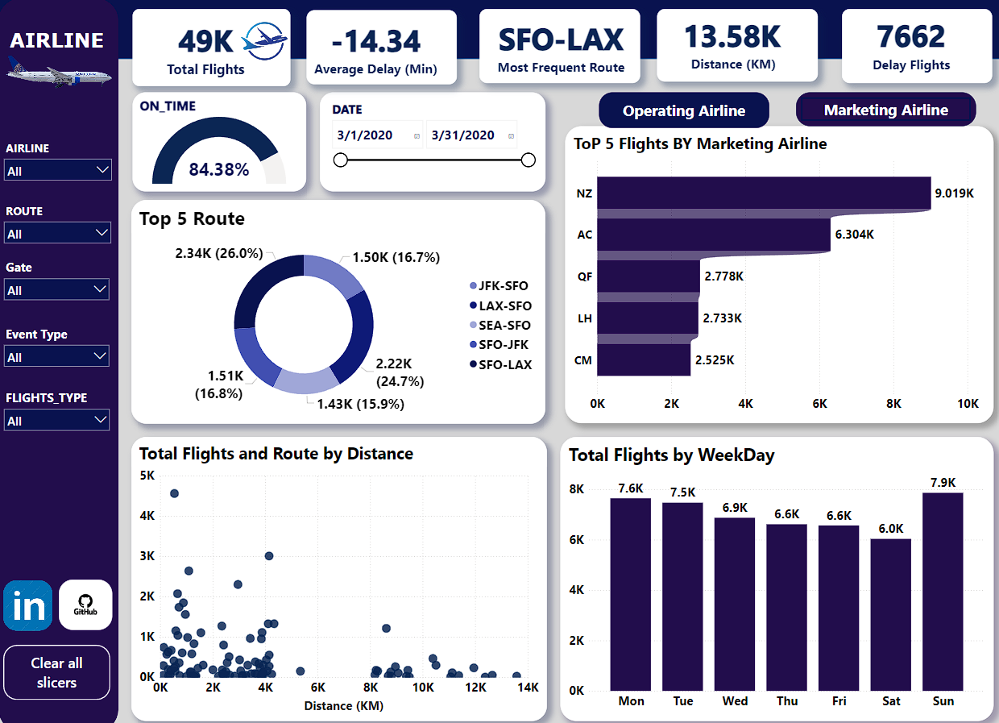 AIRLINE
49K
Total Flights
-14.34
Average Delay (Min)
SFO-LAX
Most Frequent Route
13.58K
Distance (KM)
7662
Delay Flights
AIRLINE
All
ROUTE
All
Gate
All
Event Type
All
FLIGHTS_TYPE
All
in
GitHub
Clear all
slicers
ON_TIME
84.38%
DATE
3/1/2020
3/31/2020
Operating Airline
Marketing Airline
Top 5 Route
2.34K (26.0%)
1.50K (16.7%)
2.22K
(24.7%)
1.43K (15.9%)
1.51K
(16.8%)
JFK-SFO
LAX-SFO
SEA-SFO
SFO-JFK
SFO-LAX
ToP 5 Flights BY Marketing Airline
NZ 9.019K
AC 6.304K
QF 2.778K
LH 2.733K
CM 2.525K
0K 2K 4K 6K 8K 10K
Total Flights and Route by Distance
5K
4K
3K
2K
1K
0K
0K 2K 4K 6K 8K 10K 12K 14K
Distance (KM)
Total Flights by WeekDay
8K
6K
4K
2K
0K
7.6K 7.5K 6.9K 6.6K 6.6K 6.0K 7.9K
Mon Tue Wed Thu Fri Sat Sun